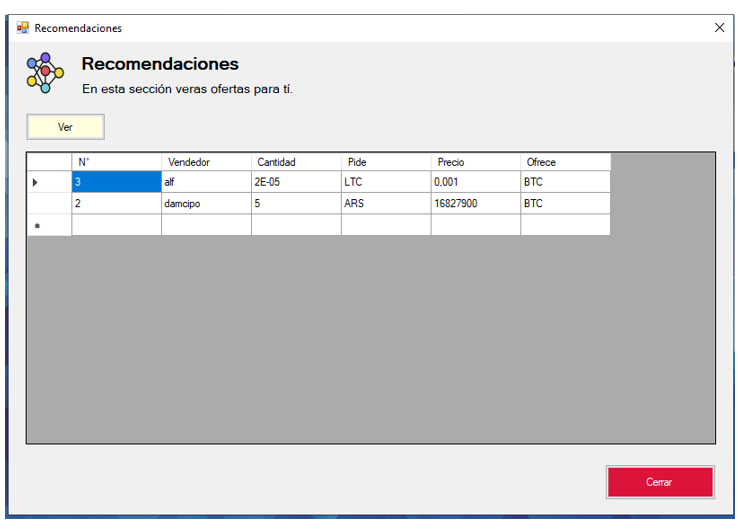 Recomendaciones
Recomendaciones
En esta sección veras ofertas para tí.
Ver
N° Vendedor Cantidad Pide Precio Ofrece
3 alf 2E-05 LTC 0,001 BTC
2 damcipo 5 ARS 16827900 BTC
Cerrar